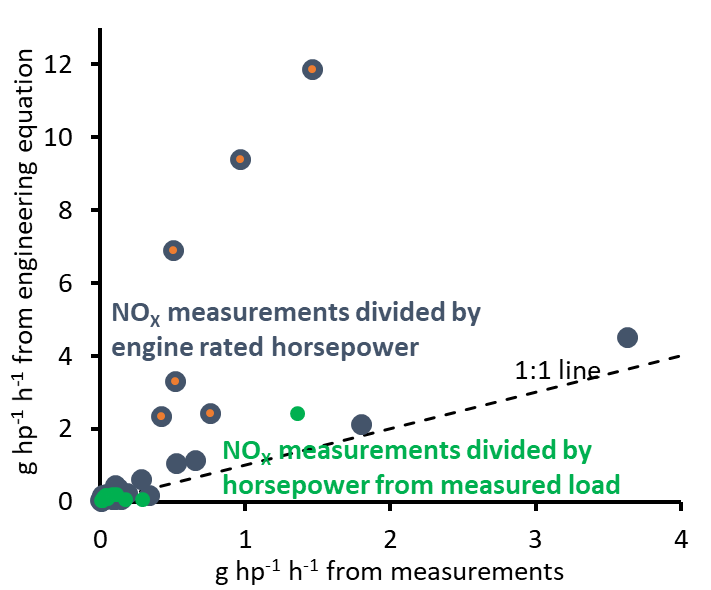 g hp⁻¹ h⁻¹ from engineering equation
12
10
8
6
4
2
0
NOX measurements divided by
engine rated horsepower
1:1 line
NOX measurements divided by
horsepower from measured load
0 1 2 3 4
g hp⁻¹ h⁻¹ from measurements